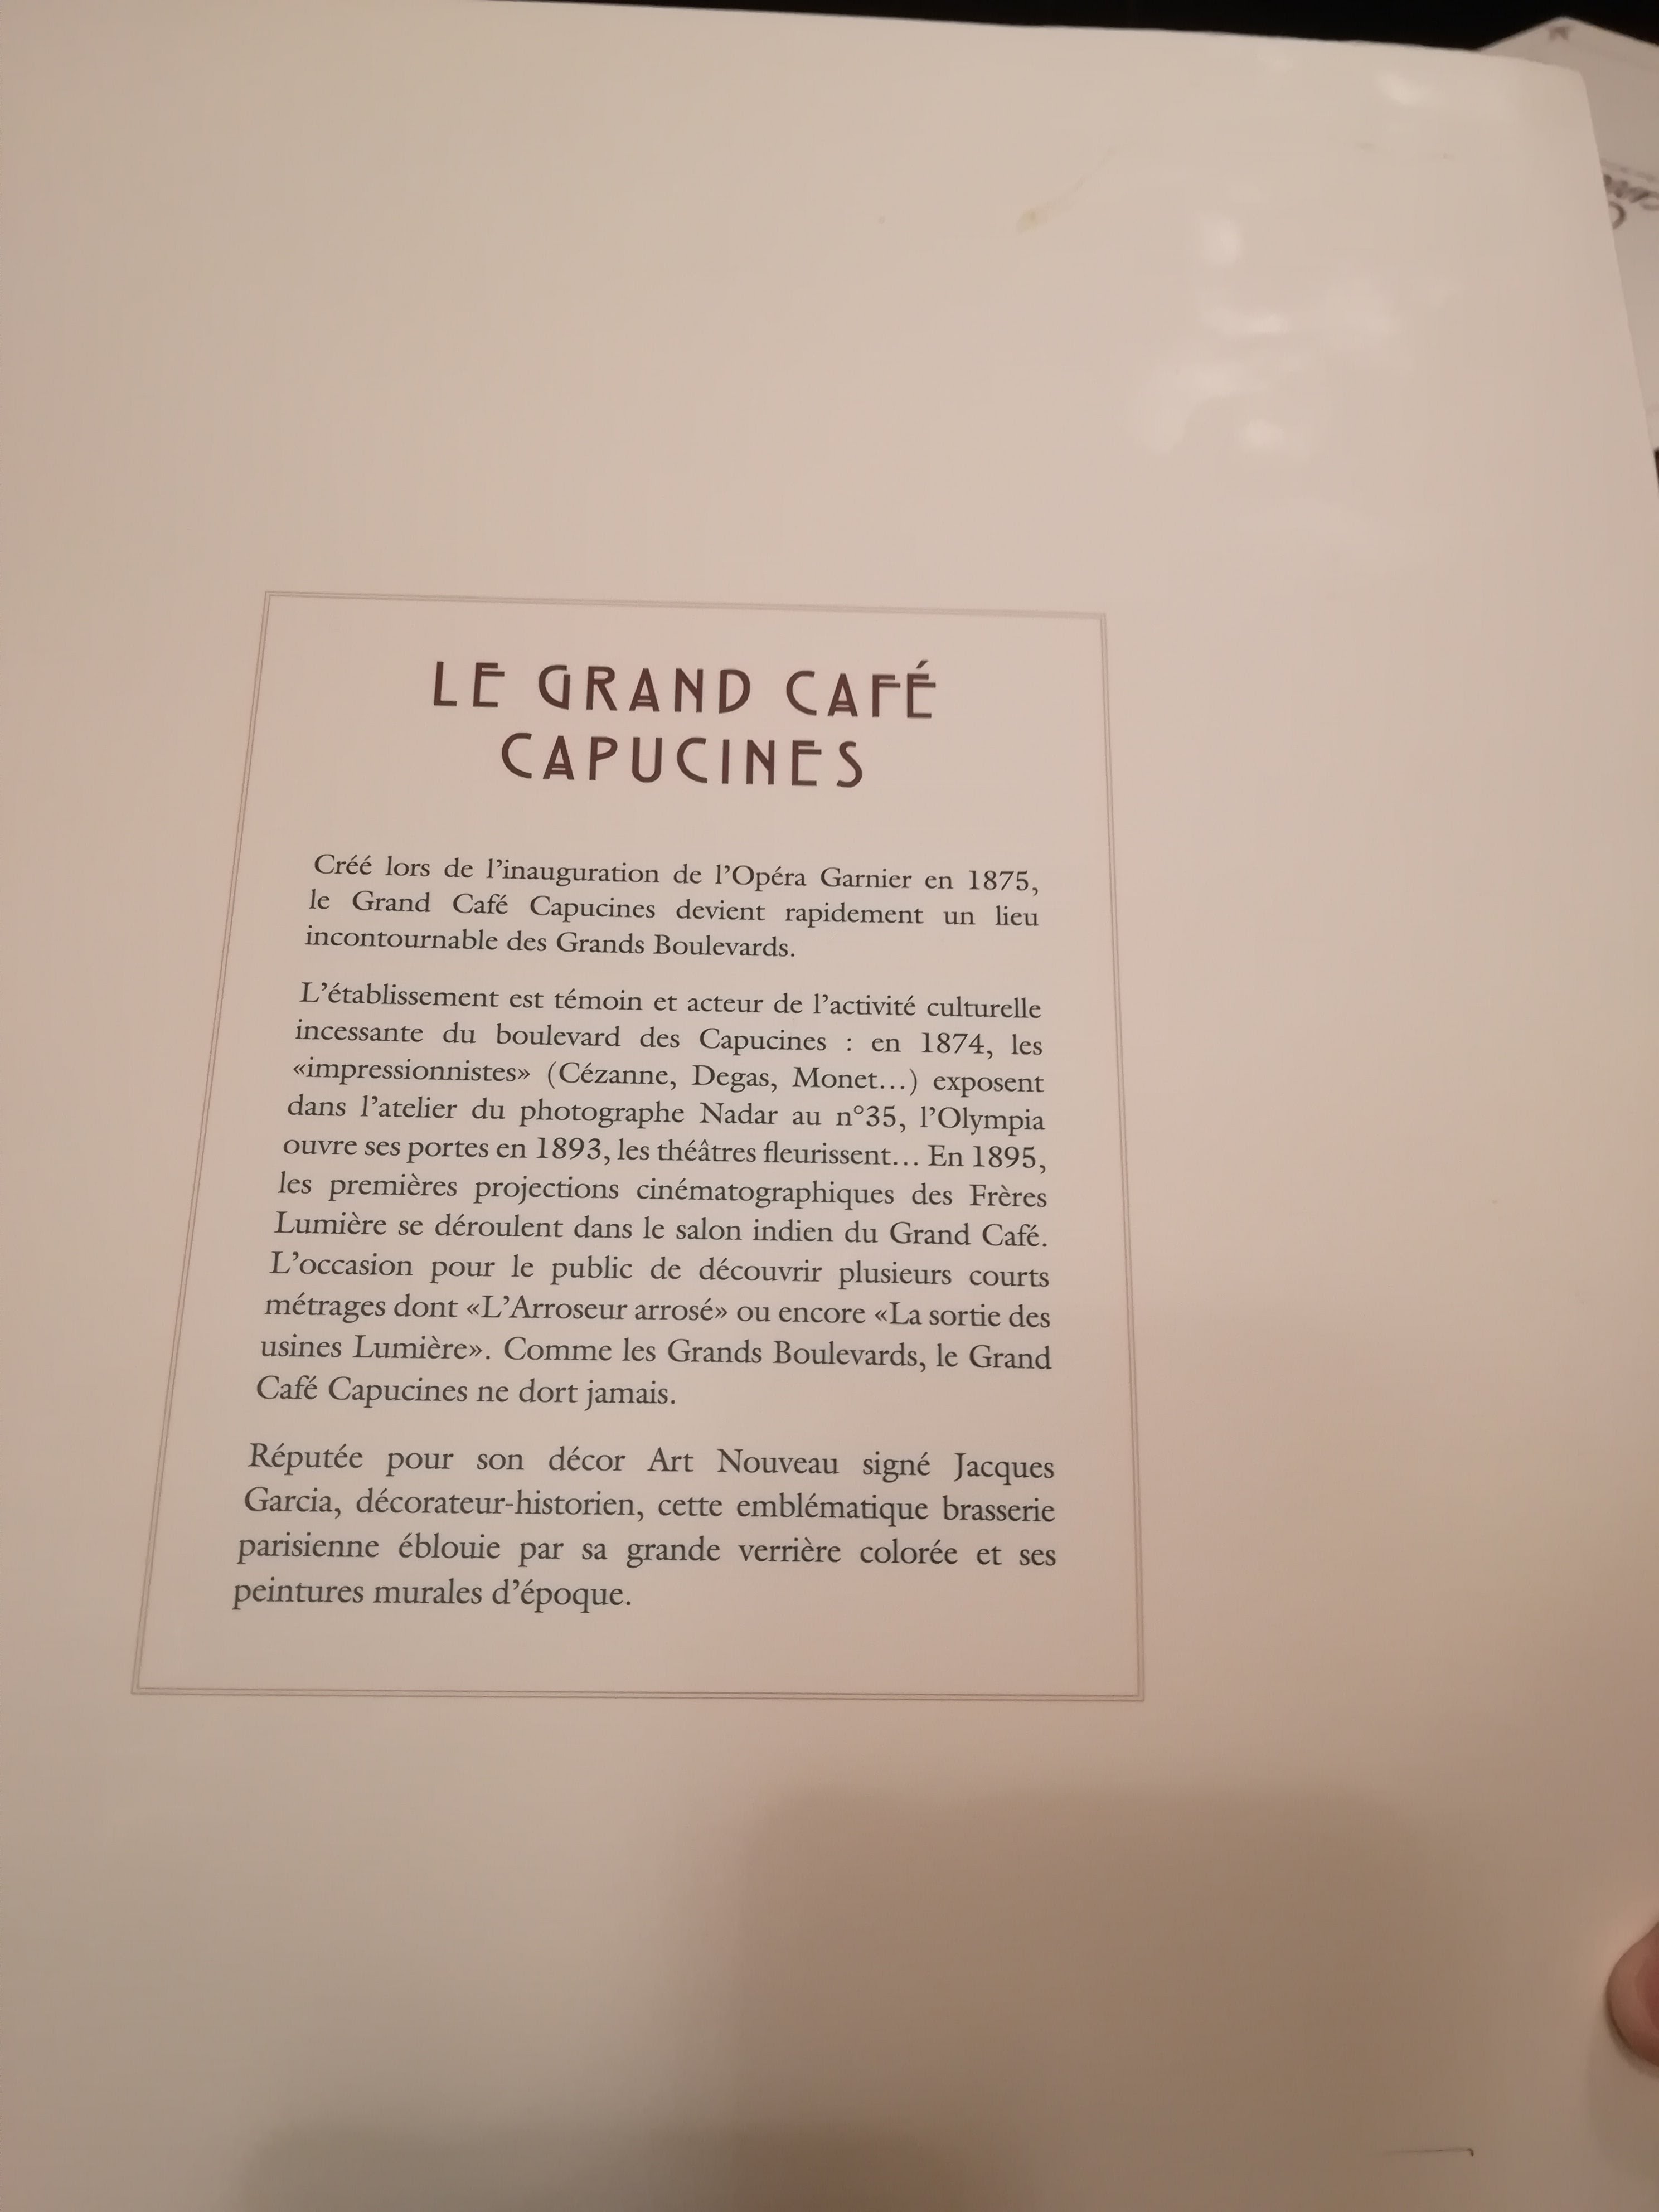 LE GRAND CAFÉ
CAPUCINES
Créé lors de l'inauguration de l'Opéra Garnier en 1875,
le Grand Café Capucines devient rapidement un lieu
incontournable des Grands Boulevards.
L'établissement est témoin et acteur de l'activité culturelle
incessante du boulevard des Capucines : en 1874, les
«impressionnistes» (Cézanne, Degas, Monet...) exposent
dans l'atelier du photographe Nadar au n°35, l'Olympia
ouvre ses portes en 1893, les théâtres fleurissent... En 1895,
les premières projections cinématographiques des Frères
Lumière se déroulent dans le salon indien du Grand Café.
L'occasion pour le public de découvrir plusieurs courts
métrages dont «L'Arroseur arrosé» ou encore «La sortie des
usines Lumière». Comme les Grands Boulevards, le Grand
Café Capucines ne dort jamais.
Réputée pour son décor Art Nouveau signé Jacques
Garcia, décorateur-historien, cette emblématique brasserie
parisienne éblouie par sa grande verrière colorée et ses
peintures murales d'époque.